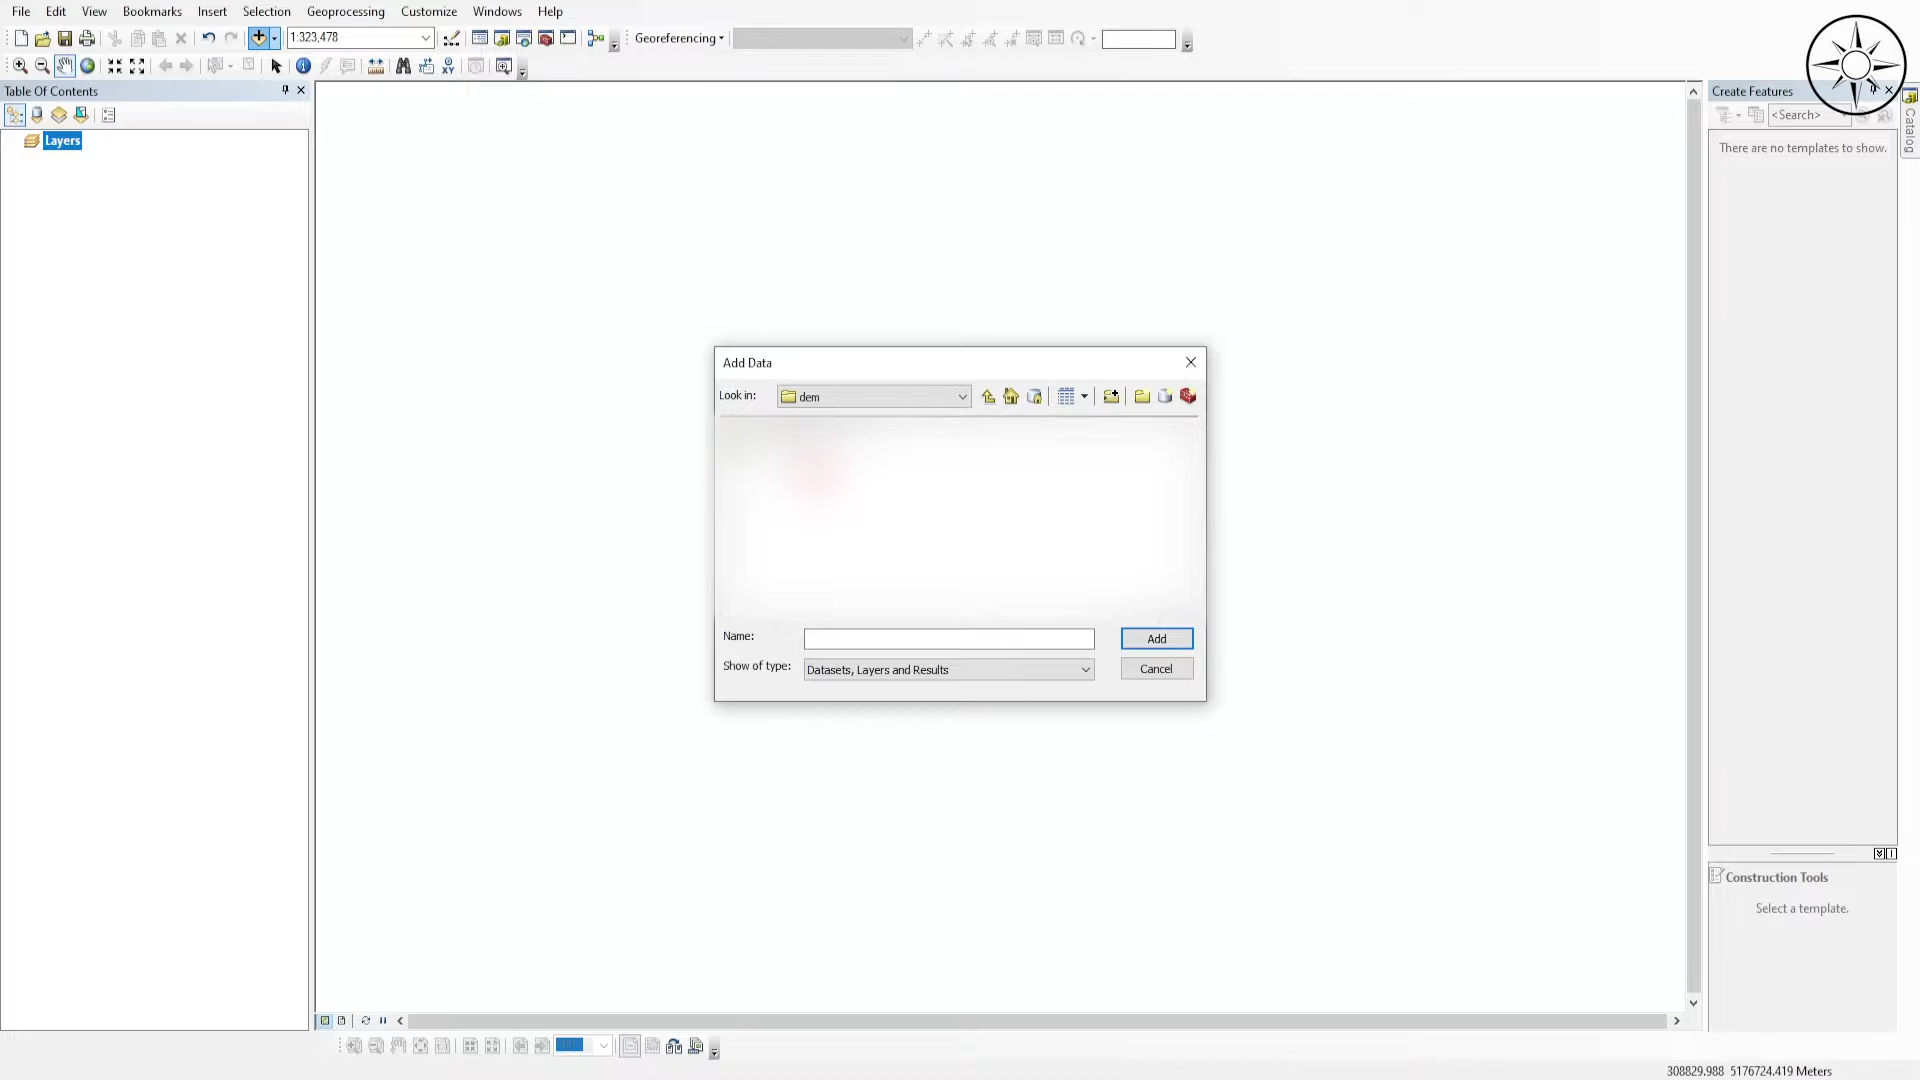 File Edit View Bookmarks Insert Selection Geoprocessing Customize Windows Help
1:323,478
Georeferencing
Table Of Contents
Layers
Create Features
<Search>
There are no templates to show.
Catalog
Add Data
Look in:
dem
Name:
Add
Show of type:
Datasets, Layers and Results
Cancel
Construction Tools
Select a template.
308829.988 5176724.419 Meters